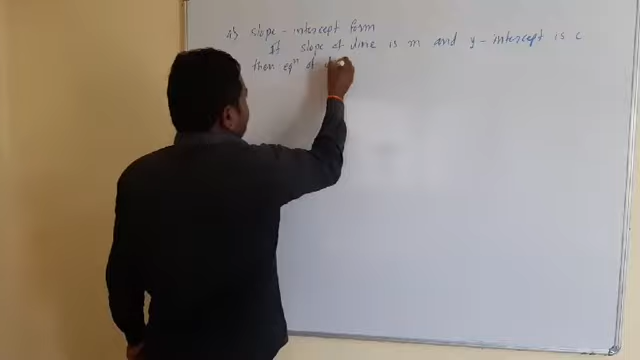 a) slope - intercept form
If slope of line is m and y - intercept is c
then eqⁿ of